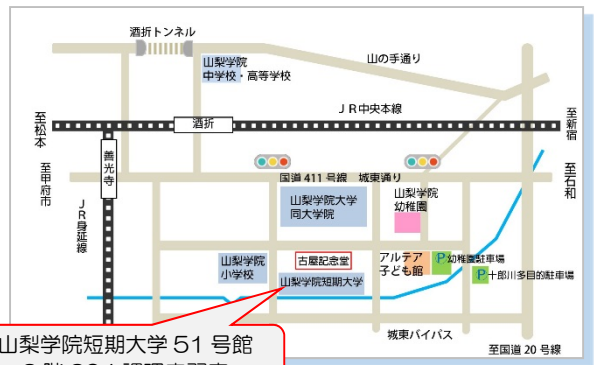 酒折トンネル
山梨学院
中学校・高等学校
山の手通り
JR中央本線
至松本
酒折
至新宿
至甲府市
善光寺
国道411号線 城東通り
至石和
JR身延線
山梨学院大学
同大学院
山梨学院
幼稚園
山梨学院
小学校
古屋記念堂
アルテア
子ども館
P
幼稚園駐車場
山梨学院短期大学
P
十郎川多目的駐車場
城東バイパス
至国道20号線
山梨学院短期大学 51 号館